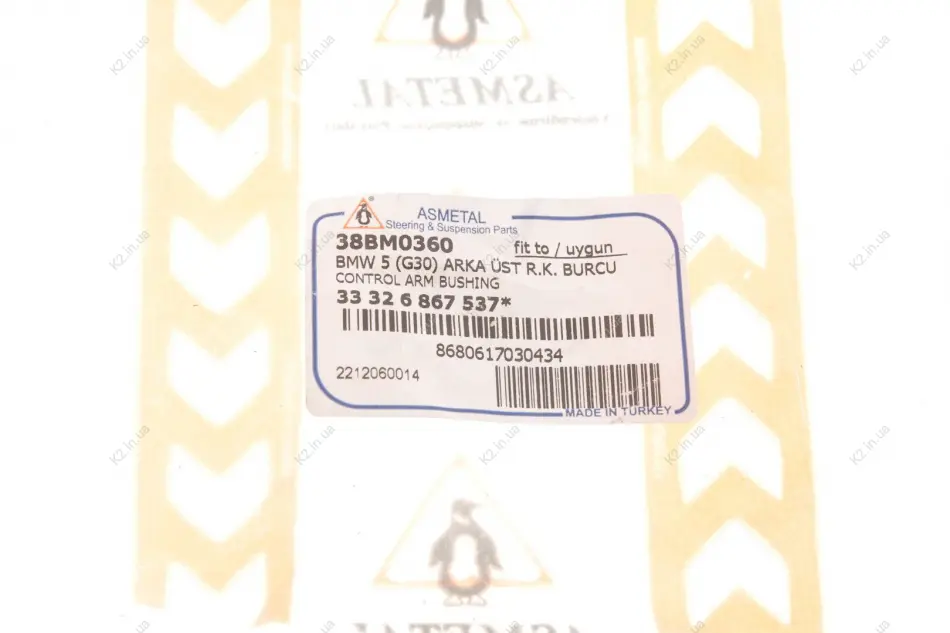 ASMETAL
ASMETAL
Steering & Suspension Parts
38BM0360
fit to / uygun
BMW 5 (G30) ARKA ÜST R.K. BURCU
CONTROL ARM BUSHING
33 32 6 867 537*
8680617030434
2212060014
MADE IN TURKEY
ASMETAL
K2.in.ua